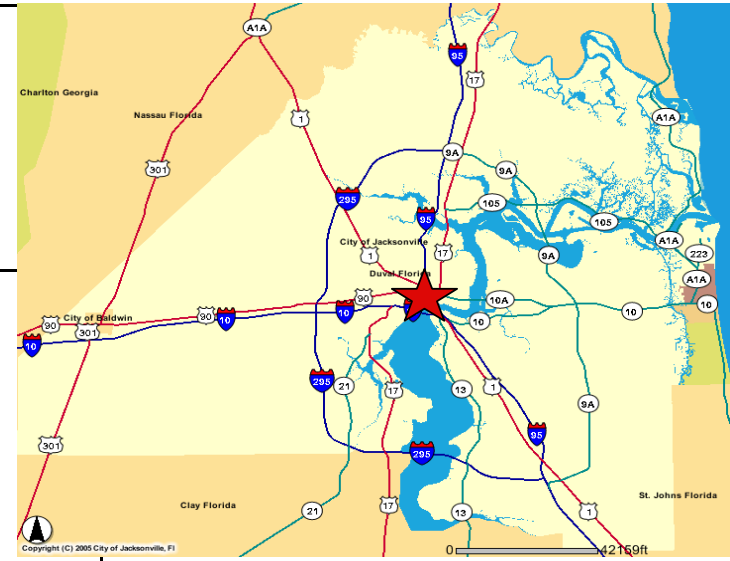 A1A
95
17
Charlton Georgia
Nassau Florida
1
A1A
301
9A
9A
295
105
95
105
City of Jacksonville
A1A
17
223
1
9A
Duval Florida
A1A
90
10A
10
90
10
City of Baldwin
10
10
90
301
10
10
295
21
17
13
1
9A
95
301
295
St. Johns Florida
Clay Florida
17
21
13
1
Copyright (C) 2005 City of Jacksonville, Fl
0
42159ft